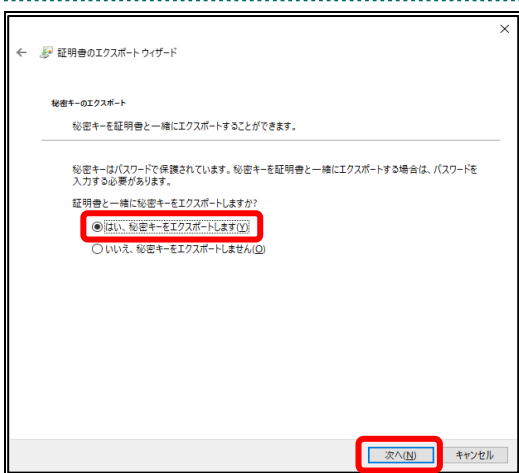 証明書のエクスポート ウィザード
秘密キーのエクスポート
秘密キーを証明書と一緒にエクスポートすることができます。
秘密キーはパスワードで保護されています。秘密キーを証明書と一緒にエクスポートする場合は、パスワードを
入力する必要があります。
証明書と一緒に秘密キーをエクスポートしますか?
はい、秘密キーをエクスポートします(Y)
いいえ、秘密キーをエクスポートしません(O)
次へ(N) キャンセル